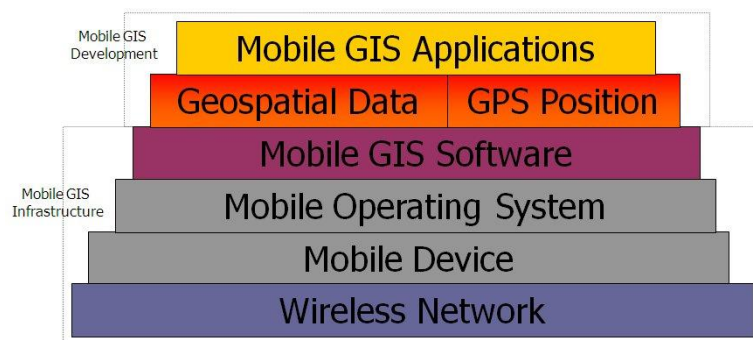 Mobile GIS
Development
Mobile GIS Applications
Geospatial Data
GPS Position
Mobile GIS Software
Mobile GIS
Infrastructure
Mobile Operating System
Mobile Device
Wireless Network